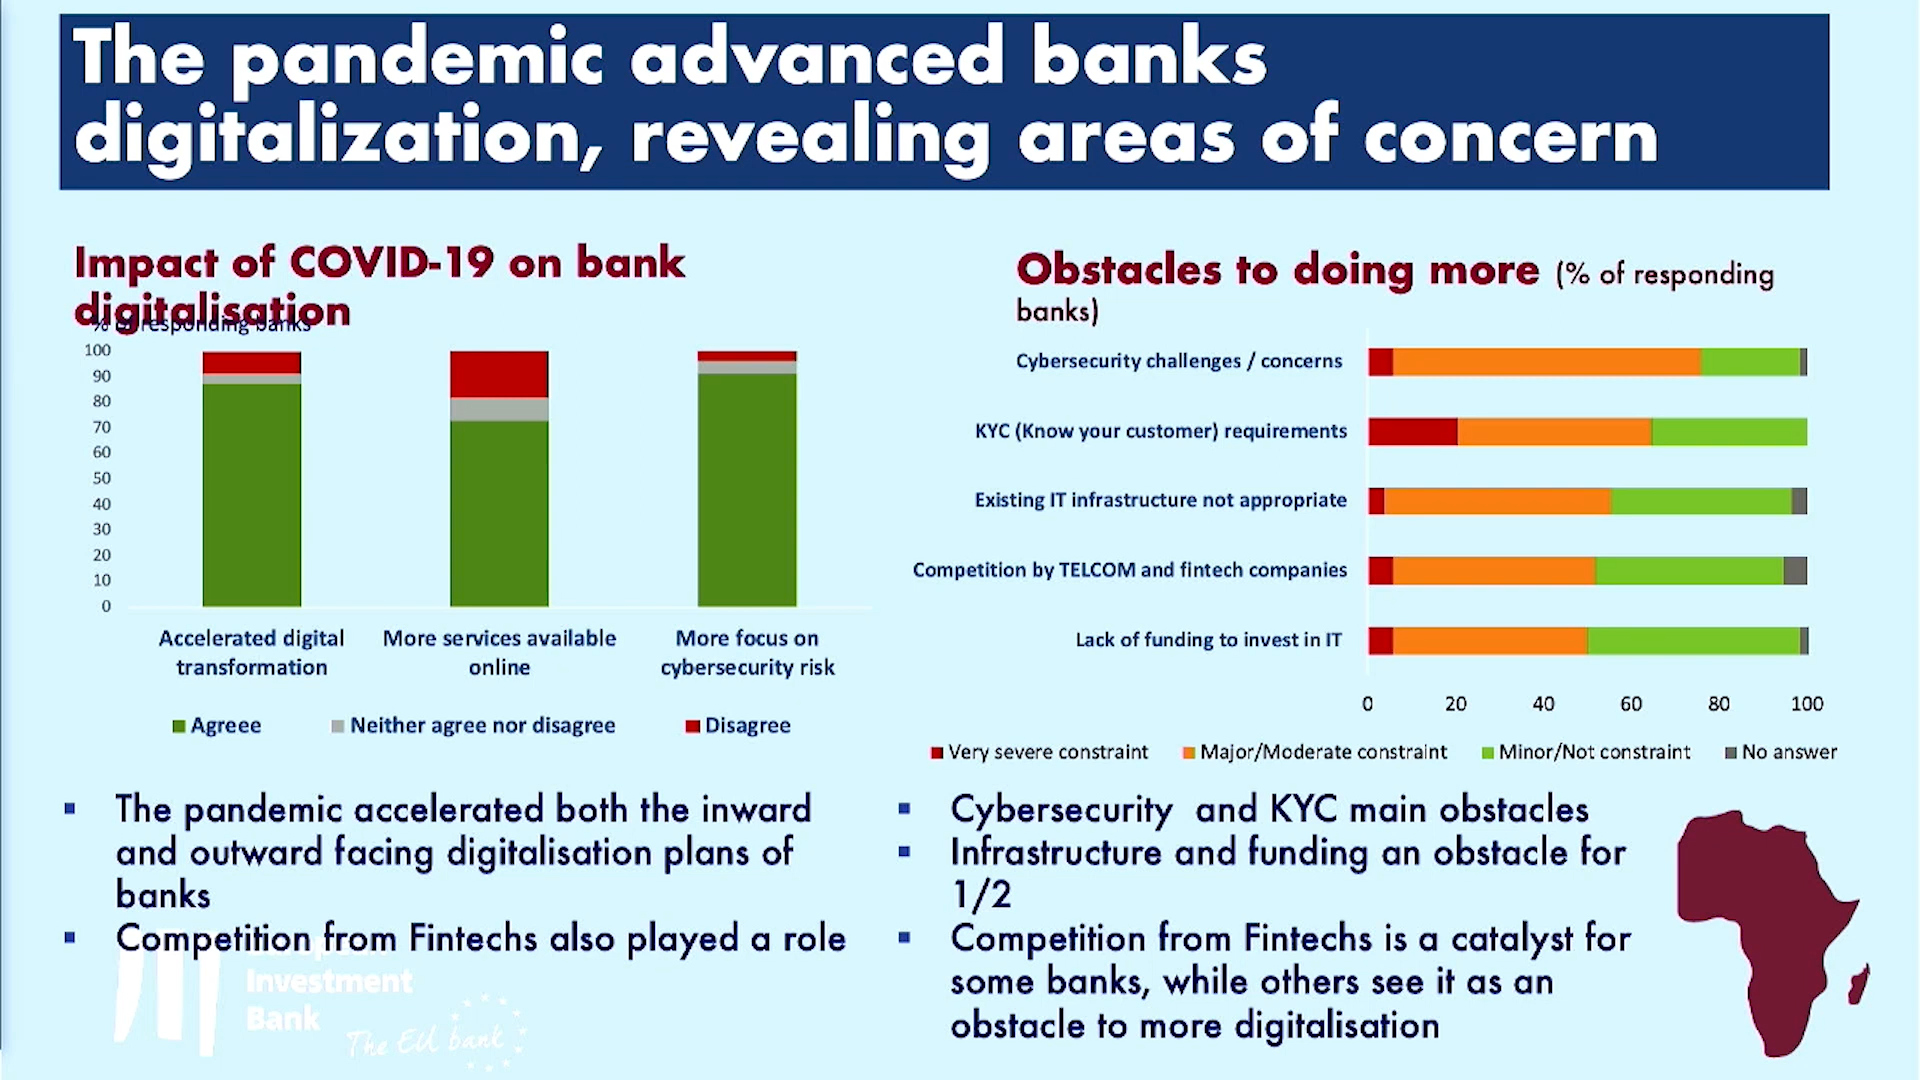 The pandemic advanced banks
digitalization, revealing areas of concern
Impact of COVID-19 on bank
digitalisation
% of responding banks
100
90
80
70
60
50
40
30
20
10
0
Accelerated digital
transformation
More services available
online
More focus on
cybersecurity risk
Agreee
Neither agree nor disagree
Disagree
The pandemic accelerated both the inward
and outward facing digitalisation plans of
banks
Competition from Fintechs also played a role
Obstacles to doing more (% of responding
banks)
Cybersecurity challenges / concerns
KYC (Know your customer) requirements
Existing IT infrastructure not appropriate
Competition by TELCOM and fintech companies
Lack of funding to invest in IT
0 20 40 60 80 100
Very severe constraint
Major/Moderate constraint
Minor/Not constraint
No answer
Cybersecurity and KYC main obstacles
Infrastructure and funding an obstacle for
1/2
Competition from Fintechs is a catalyst for
some banks, while others see it as an
obstacle to more digitalisation
European
Investment
Bank
The EU bank